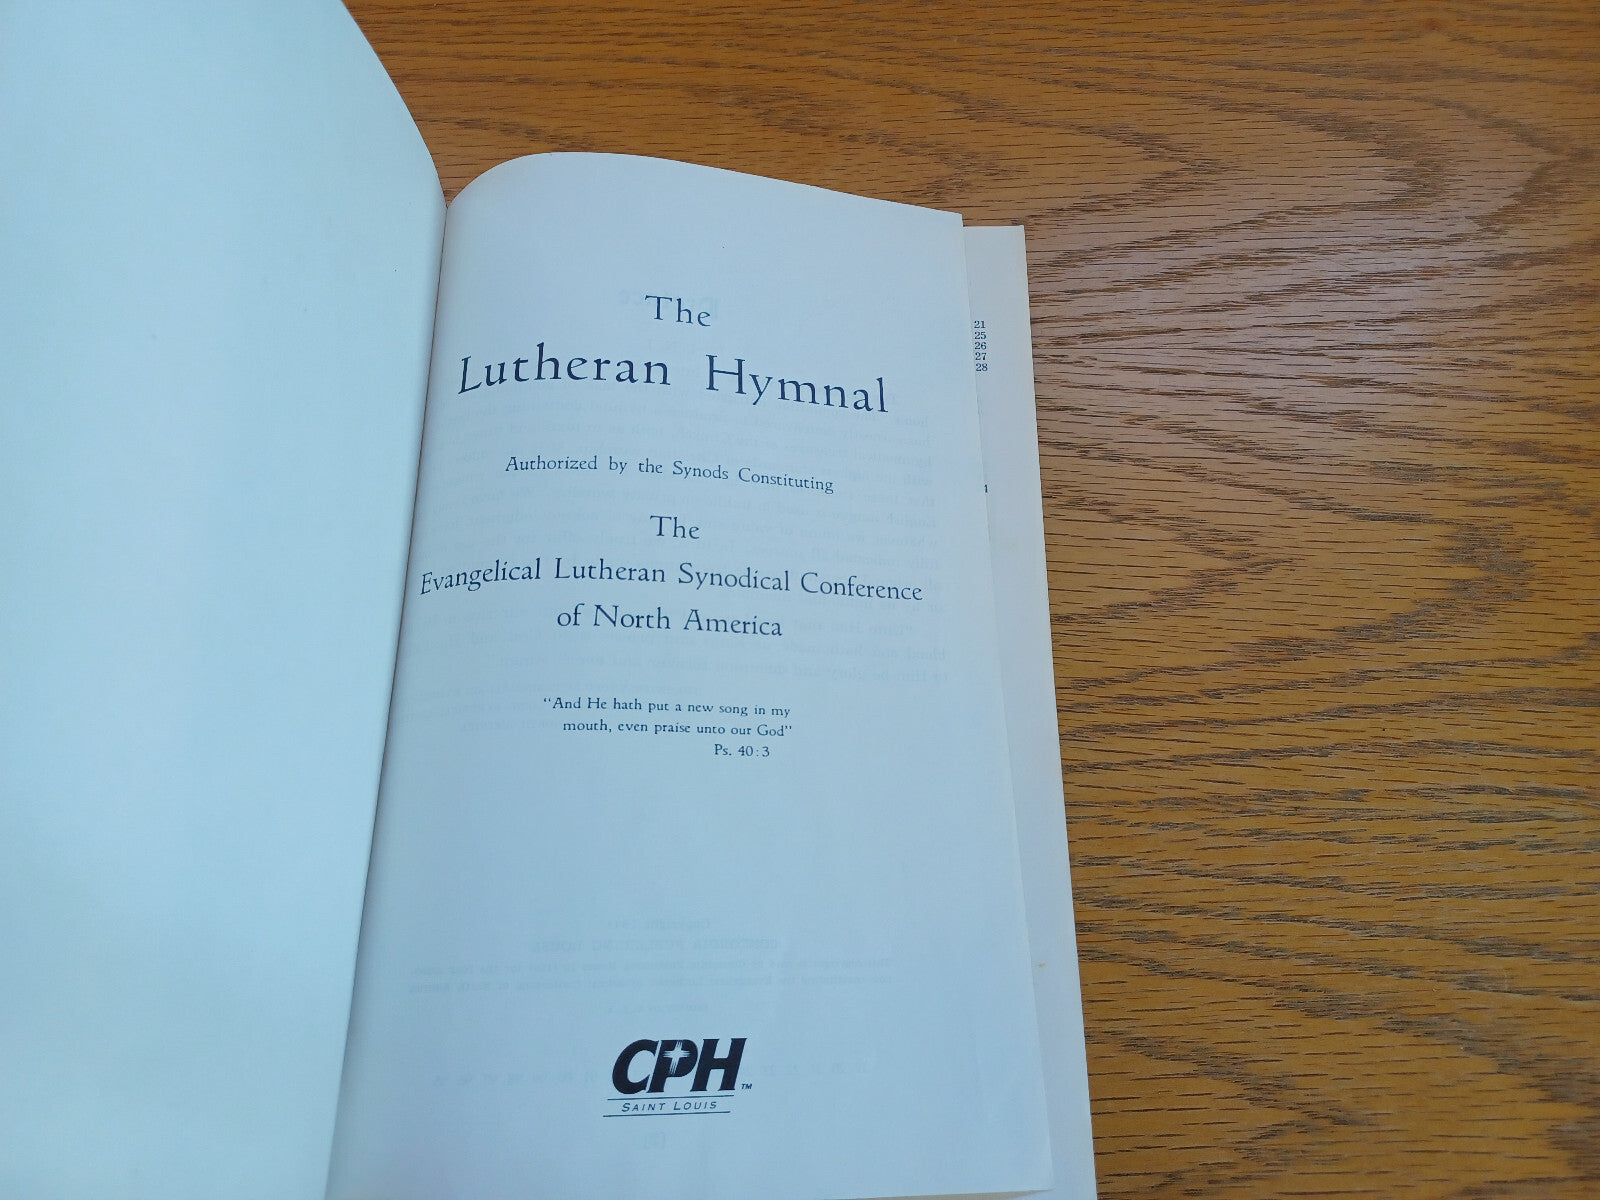 The
Lutheran Hymnal
Authorized by the Synods Constituting
The
Evangelical Lutheran Synodical Conference
of North America
"And He hath put a new song in my
mouth, even praise unto our God"
Ps. 40:3
CPH™
SAINT LOUIS
21
25
26
27
28